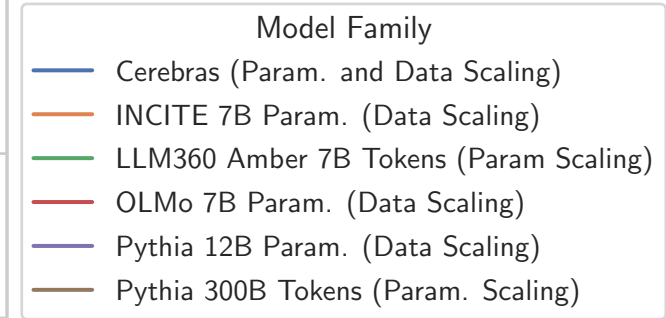 Model Family
Cerebras (Param. and Data Scaling)
INCITE 7B Param. (Data Scaling)
LLM360 Amber 7B Tokens (Param Scaling)
OLMo 7B Param. (Data Scaling)
Pythia 12B Param. (Data Scaling)
Pythia 300B Tokens (Param. Scaling)